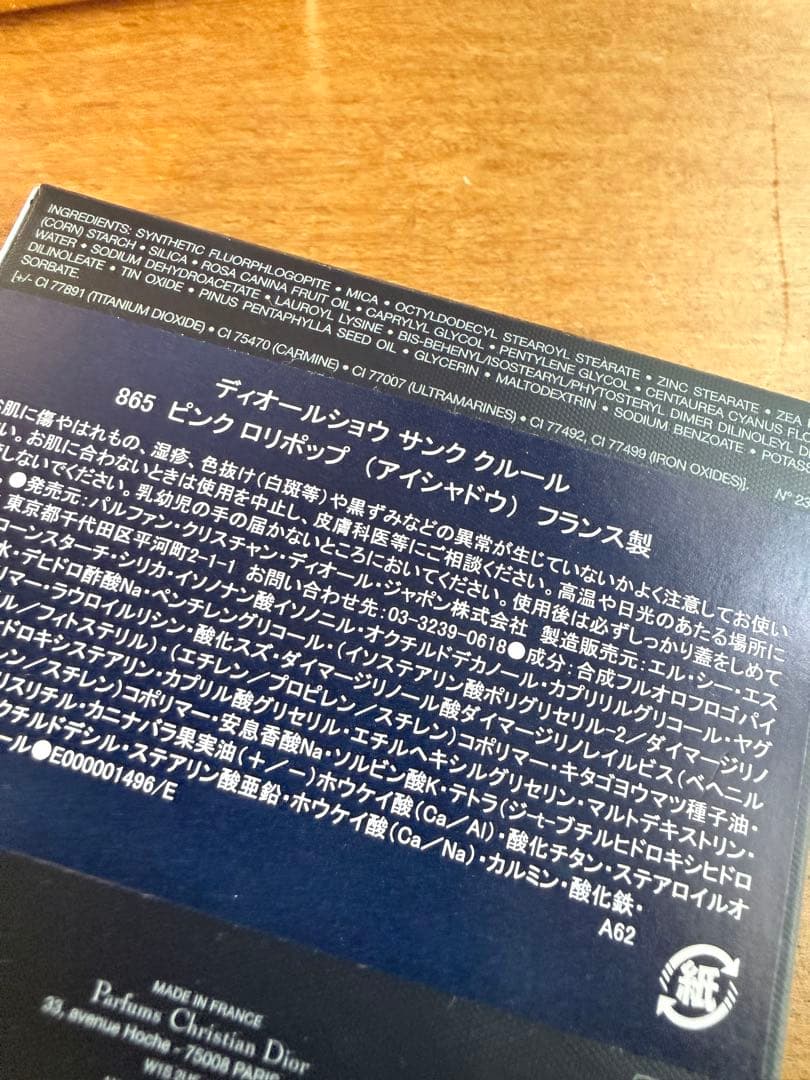 INGREDIENTS: SYNTHETIC FLUORPHLOGOPITE • MICA • OCTYLDODECYL STEAROYL STEARATE • ZINC STEARATE • ZEA
(CORN) STARCH • SILICA • ROSA CANINA FRUIT OIL • CAPRYLYL GLYCOL • PENTYLENE GLYCOL • CENTAUREA CYANUS FL
WATER • SODIUM DEHYDROACETATE • LAUROYL LYSINE • BIS-BEHENYL/ISOSTEARYL/PHYTOSTERYL DIMER DILINOLEYL D
DILINOLEATE • TIN OXIDE • PINUS PENTAPHYLLA SEED OIL • GLYCERIN • MALTODEXTRIN • SODIUM BENZOATE • POTAS
SORBATE.
[+/- CI 77891 (TITANIUM DIOXIDE) • CI 75470 (CARMINE) • CI 77007 (ULTRAMARINES) • CI 77492, CI 77499 (IRON OXIDES)].
N° 2
ディオールショウ サンク クルール
865 ピンク ロリポップ (アイシャドウ) フランス製
お肌に傷やはれもの、湿疹、色抜け(白斑等)や黒ずみなどの異常が生じていないかよく注意してお使い
い。お肌に合わないときは使用を中止し、皮膚科医等にご相談ください。高温や日光のあたる場所に
しないでください。乳幼児の手の届かないところにおいてください。使用後は必ずしっかり蓋をしめて
●発売元:パルファン・クリスチャン・ディオール・ジャポン株式会社 製造販売元:エル・シー・エス
東京都千代田区平河町2-1-1 お問い合わせ先:03-3239-0618●成分:合成フルオロフロゴパイ
コーンスターチ・シリカ・イソノナン酸イソノニル・オクチルドデカノール・カプリリルグリコール・ヤグ
水・デヒドロ酢酸Na・ペンチレングリコール・(イソステアリン酸ポリグリセリル-2/ダイマージリノ
リマー・ラウロイルリシン・酸化スズ・ダイマージリノール酸ダイマージリノレイルビス(ベヘニル
ル/フィトステリル)・(エチレン/プロピレン/スチレン)コポリマー・キタゴヨウマツ種子油・
ドロキシステアリン・カプリル酸グリセリル・エチルヘキシルグリセリン・マルトデキストリン・
ン/スチレン)コポリマー・安息香酸Na・ソルビン酸K・テトラ(ジ-t-ブチルヒドロキシヒドロ
リスリチル・カニナバラ果実油(+/-)ホウケイ酸(Ca/Al)・酸化チタン・ステアロイルオ
クチルドデシル・ステアリン酸亜鉛・ホウケイ酸(Ca/Na)・カルミン・酸化鉄・
ール●E000001496/E
A62
紙
MADE IN FRANCE
Parfums Christian Dior
33, avenue Hoche - 75008 PARIS
W1S